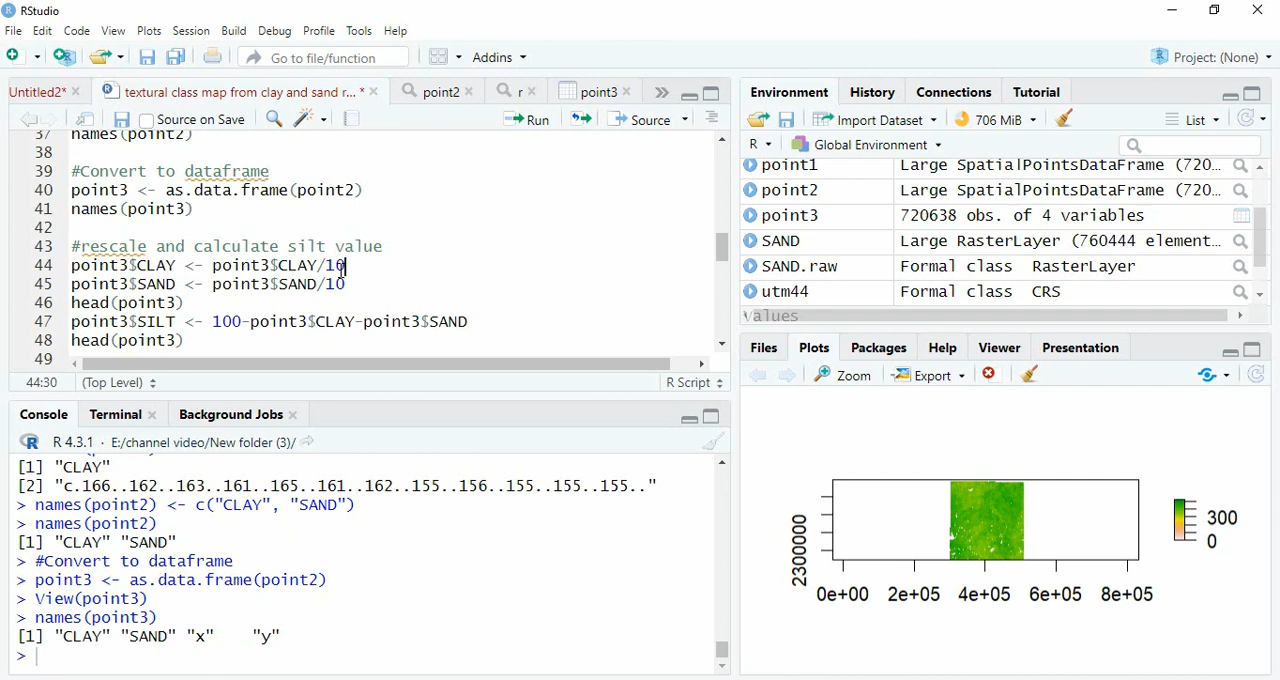 RStudio
File Edit Code View Plots Session Build Debug Profile Tools Help
Go to file/function Addins Project: (None)
Untitled2* textural class map from clay and sand r... * point2 r point3
Source on Save Run Source
37 names(point2)
38
39 #Convert to dataframe
40 point3 <- as.data.frame(point2)
41 names(point3)
42
43 #rescale and calculate silt value
44 point3$CLAY <- point3$CLAY/10
45 point3$SAND <- point3$SAND/10
46 head(point3)
47 point3$SILT <- 100-point3$CLAY-point3$SAND
48 head(point3)
49
44:30 (Top Level) R Script
Console Terminal Background Jobs
R 4.3.1 · E:/channel video/New folder (3)/
[1] "CLAY"
[2] "c.166..162..163..161..165..161..162..155..156..155..155..155.."
> names(point2) <- c("CLAY", "SAND")
> names(point2)
[1] "CLAY" "SAND"
> #Convert to dataframe
> point3 <- as.data.frame(point2)
> View(point3)
> names(point3)
[1] "CLAY" "SAND" "x" "y"
>
Environment History Connections Tutorial
Import Dataset 706 MiB List
R Global Environment
point1 Large SpatialPointsDataFrame (720...
point2 Large SpatialPointsDataFrame (720...
point3 720638 obs. of 4 variables
SAND Large RasterLayer (760444 element...
SAND.raw Formal class RasterLayer
utm44 Formal class CRS
Values
Files Plots Packages Help Viewer Presentation
Zoom Export
2300000
300
0
0e+00 2e+05 4e+05 6e+05 8e+05